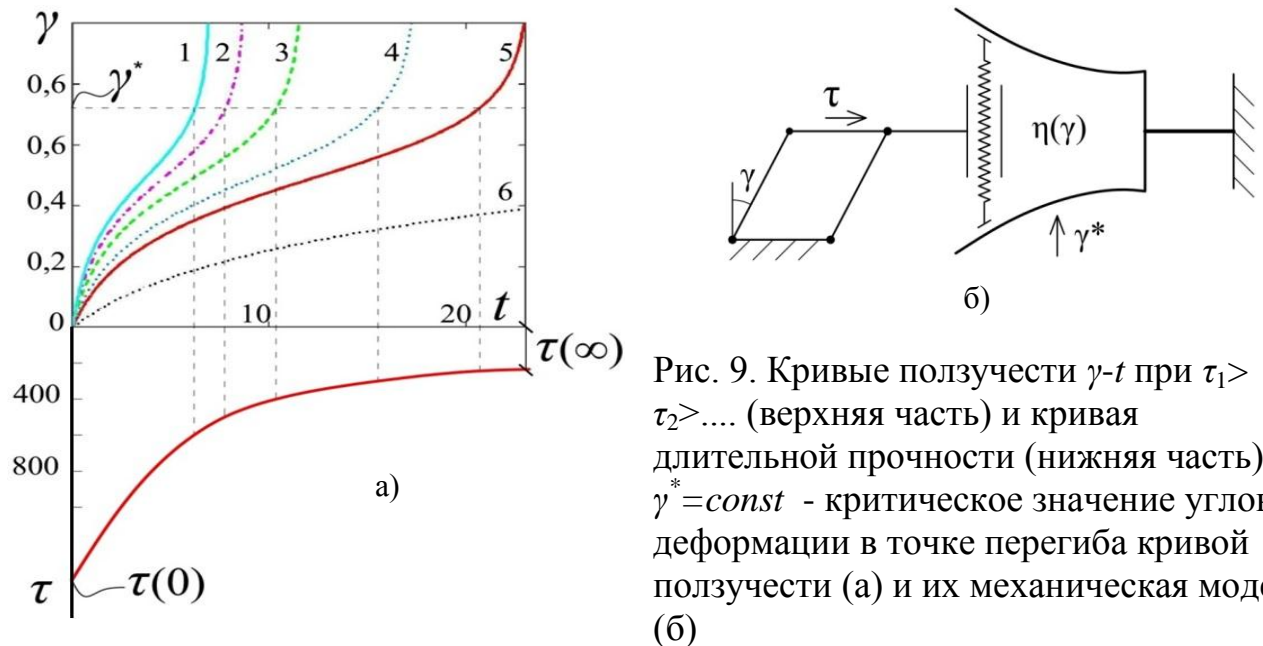 γ
1
2
3
4
5
γ*
0,6
0,6
0,4
6
0,2
0
10
20
t
τ(∞)
400
800
а)
τ
τ(0)
τ
γ
η(γ)
γ*
б)
Рис. 9. Кривые ползучести γ-t при τ1>
τ2>.... (верхняя часть) и кривая
длительной прочности (нижняя часть)
γ*=const - критическое значение
деформации в точке перегиба кривой
ползучести (а) и их механическая
(б)